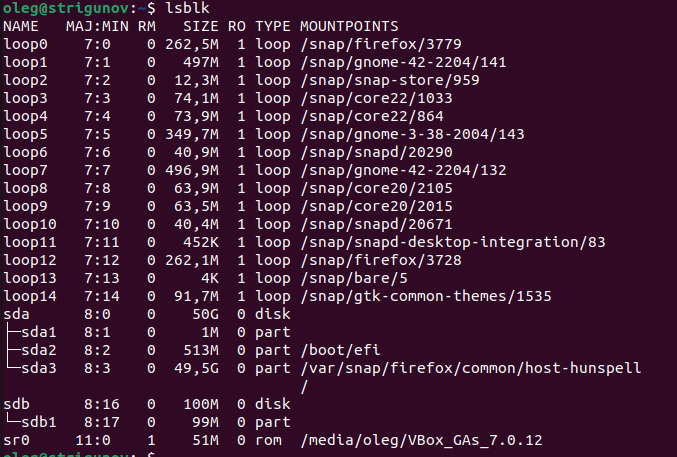 oleg@strigunov:~$ lsblk
NAME   MAJ:MIN RM   SIZE RO TYPE MOUNTPOINTS
loop0    7:0    0 262,5M  1 loop /snap/firefox/3779
loop1    7:1    0   497M  1 loop /snap/gnome-42-2204/141
loop2    7:2    0  12,3M  1 loop /snap/snap-store/959
loop3    7:3    0  74,1M  1 loop /snap/core22/1033
loop4    7:4    0  73,9M  1 loop /snap/core22/864
loop5    7:5    0 349,7M  1 loop /snap/gnome-3-38-2004/143
loop6    7:6    0  40,9M  1 loop /snap/snapd/20290
loop7    7:7    0 496,9M  1 loop /snap/gnome-42-2204/132
loop8    7:8    0  63,9M  1 loop /snap/core20/2105
loop9    7:9    0  63,5M  1 loop /snap/core20/2015
loop10   7:10   0  40,4M  1 loop /snap/snapd/20671
loop11   7:11   0   452K  1 loop /snap/snapd-desktop-integration/83
loop12   7:12   0 262,1M  1 loop /snap/firefox/3728
loop13   7:13   0     4K  1 loop /snap/bare/5
loop14   7:14   0  91,7M  1 loop /snap/gtk-common-themes/1535
sda      8:0    0    50G  0 disk
├─sda1   8:1    0     1M  0 part
├─sda2   8:2    0   513M  0 part /boot/efi
└─sda3   8:3    0  49,5G  0 part /var/snap/firefox/common/host-hunspell
                                 /
sdb      8:16   0   100M  0 disk
└─sdb1   8:17   0    99M  0 part
sr0     11:0    1    51M  0 rom  /media/oleg/VBox_GAs_7.0.12
oleg@strigunov:~$